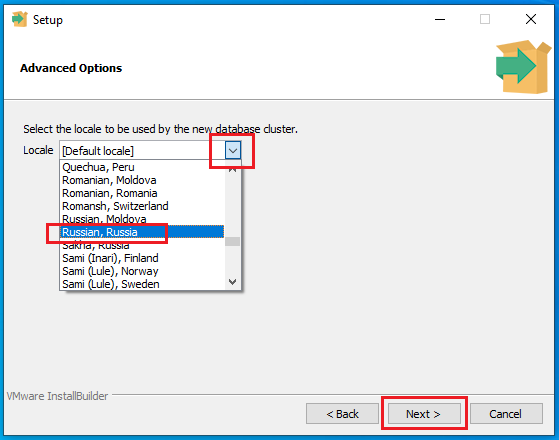 Setup
Advanced Options
Select the locale to be used by the new database cluster.
Locale [Default locale]
Quechua, Peru
Romanian, Moldova
Romanian, Romania
Romansh, Switzerland
Russian, Moldova
Russian, Russia
Sakha, Russia
Sami (Inari), Finland
Sami (Lule), Norway
Sami (Lule), Sweden
VMware InstallBuilder
< Back Next > Cancel